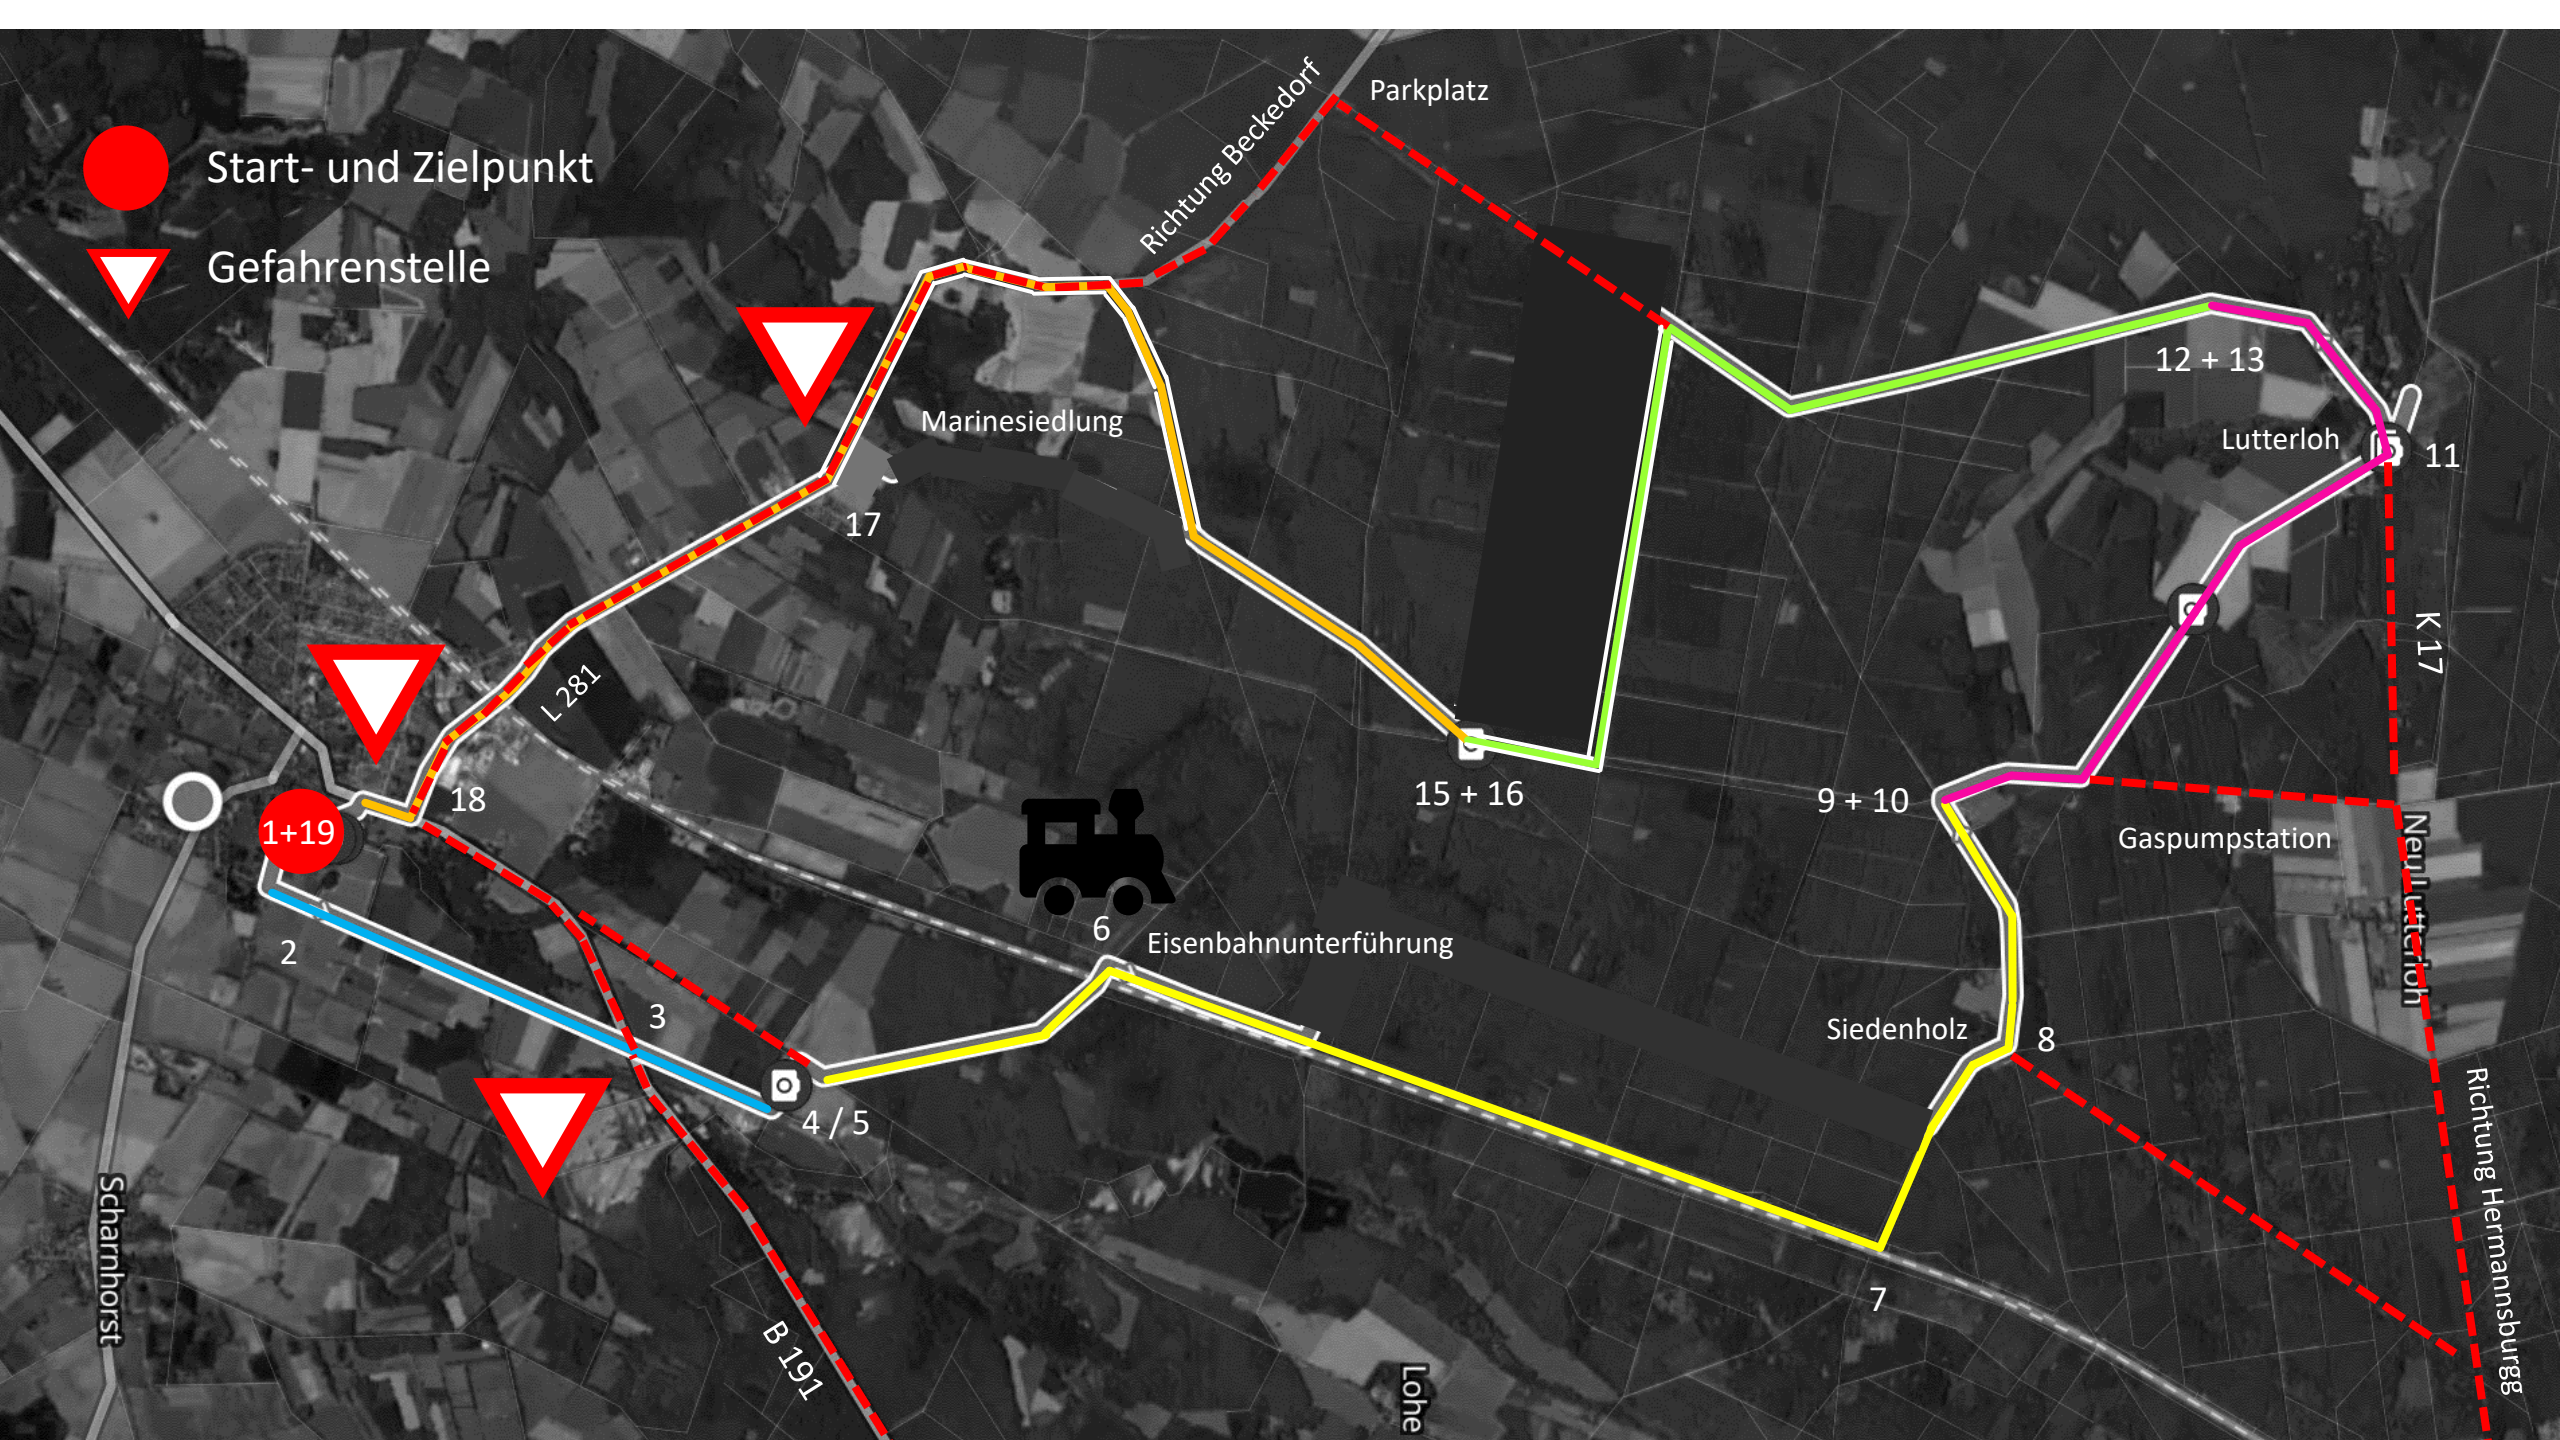 Parkplatz
Richtung Beckedorf
Start- und Zielpunkt
Gefahrenstelle
12 + 13
Marinesiedlung
Lutterloh
11
17
K 17
L 281
18
15 + 16
9 + 10
1+19
Gaspumpstation
Neu Lutterloh
6
Eisenbahnunterführung
2
3
Siedenholz
8
4 / 5
Richtung Hermannsburgg
Scharnhorst
7
B 191
Lohe